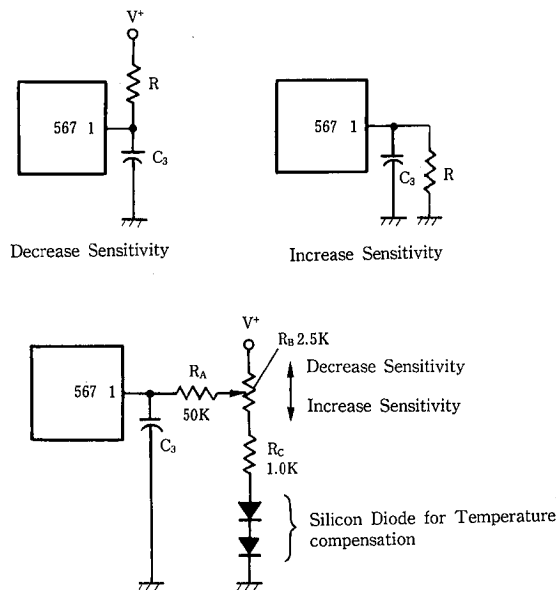 V+
R
567 1
C3
Decrease Sensitivity
567 1
C3
R
Increase Sensitivity
V+
RB 2.5K
RA
50K
567 1
C3
Decrease Sensitivity
Increase Sensitivity
RC
1.0K
Silicon Diode for Temperature
compensation